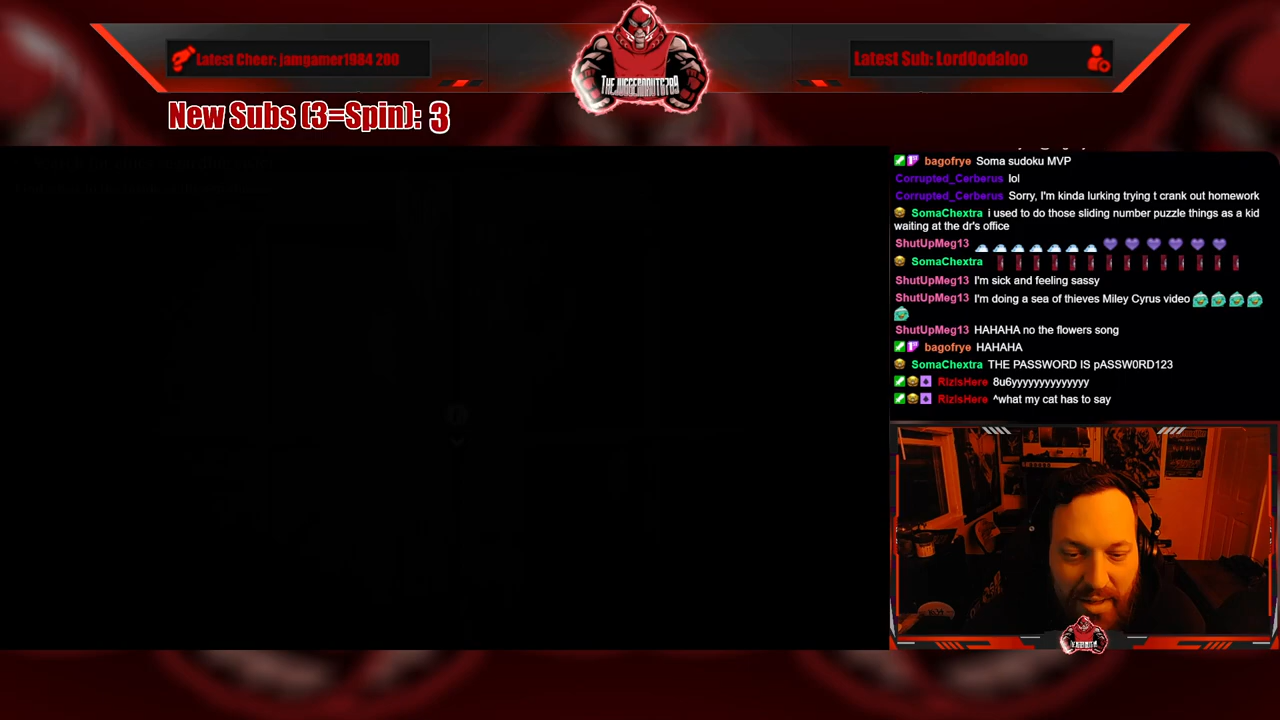 Latest Cheer: jamgamer1984 200
THEJUGGERNAUT6789
Latest Sub: LordOodaloo
New Subs (3=Spin): 3
bagofrye Soma sudoku MVP
Corrupted_Cerberus lol
Corrupted_Cerberus Sorry, I'm kinda lurking trying t crank out homework
SomaChextra i used to do those sliding number puzzle things as a kid
waiting at the dr's office
ShutUpMeg13
SomaChextra
ShutUpMeg13 I'm sick and feeling sassy
ShutUpMeg13 I'm doing a sea of thieves Miley Cyrus video
ShutUpMeg13 HAHAHA no the flowers song
bagofrye HAHAHA
SomaChextra THE PASSWORD IS pASSW0RD123
RizIsHere 8u6yyyyyyyyyyyyyy
RizIsHere ^what my cat has to say